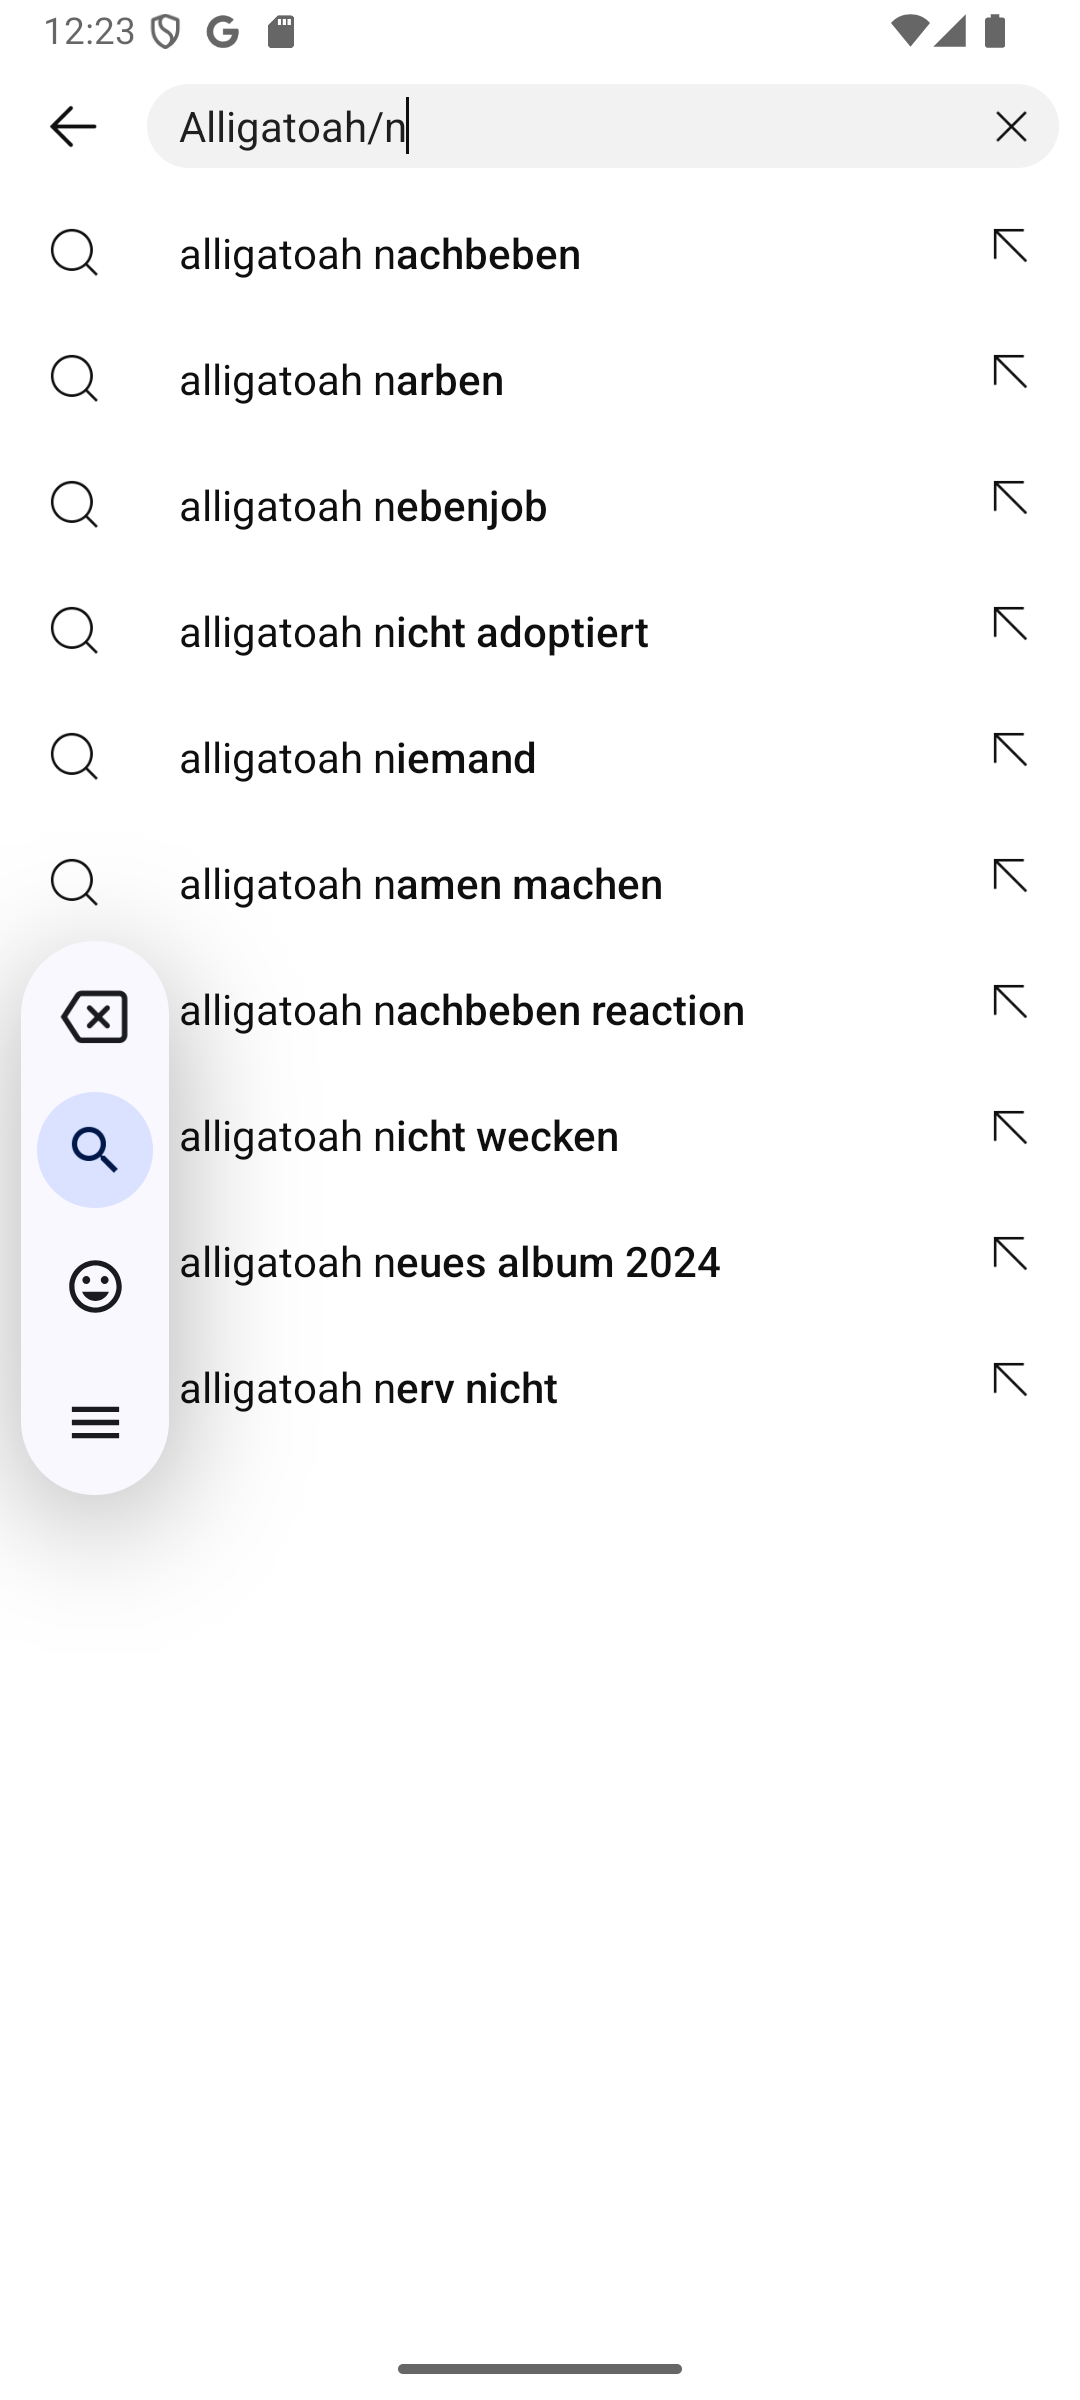 12:23
Alligatoah/n
alligatoah nachbeben
alligatoah narben
alligatoah nebenjob
alligatoah nicht adoptiert
alligatoah niemand
alligatoah namen machen
alligatoah nachbeben reaction
alligatoah nicht wecken
alligatoah neues album 2024
alligatoah nerv nicht